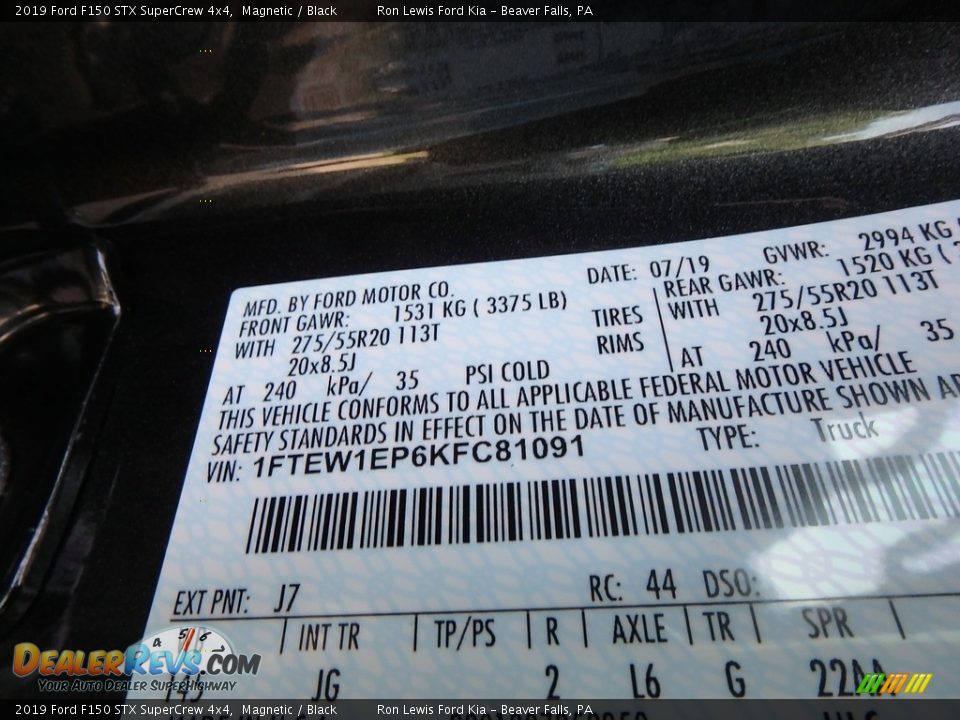 2019 Ford F150 STX SuperCrew 4x4, Magnetic / Black Ron Lewis Ford Kia - Beaver Falls, PA
MFD. BY FORD MOTOR CO. DATE: 07/19 GVWR: 2994 KG
FRONT GAWR: 1531 KG ( 3375 LB) REAR GAWR: 1520 KG (
WITH 275/55R20 113T TIRES WITH 275/55R20 113T
20x8.5J RIMS 20x8.5J
AT 240 kPa/ 35 PSI COLD AT 240 kPa/ 35
THIS VEHICLE CONFORMS TO ALL APPLICABLE FEDERAL MOTOR VEHICLE
SAFETY STANDARDS IN EFFECT ON THE DATE OF MANUFACTURE SHOWN
VIN: 1FTEW1EP6KFC81091 TYPE: Truck
EXT PNT: J7 RC: 44 DSO:
INT TR TP/PS R AXLE TR SPR
JG 2 L6 G 22AA
4 5 6
DEALERREVS.COM
YOUR AUTO DEALER SUPERHIGHWAY
2019 Ford F150 STX SuperCrew 4x4, Magnetic / Black Ron Lewis Ford Kia - Beaver Falls, PA